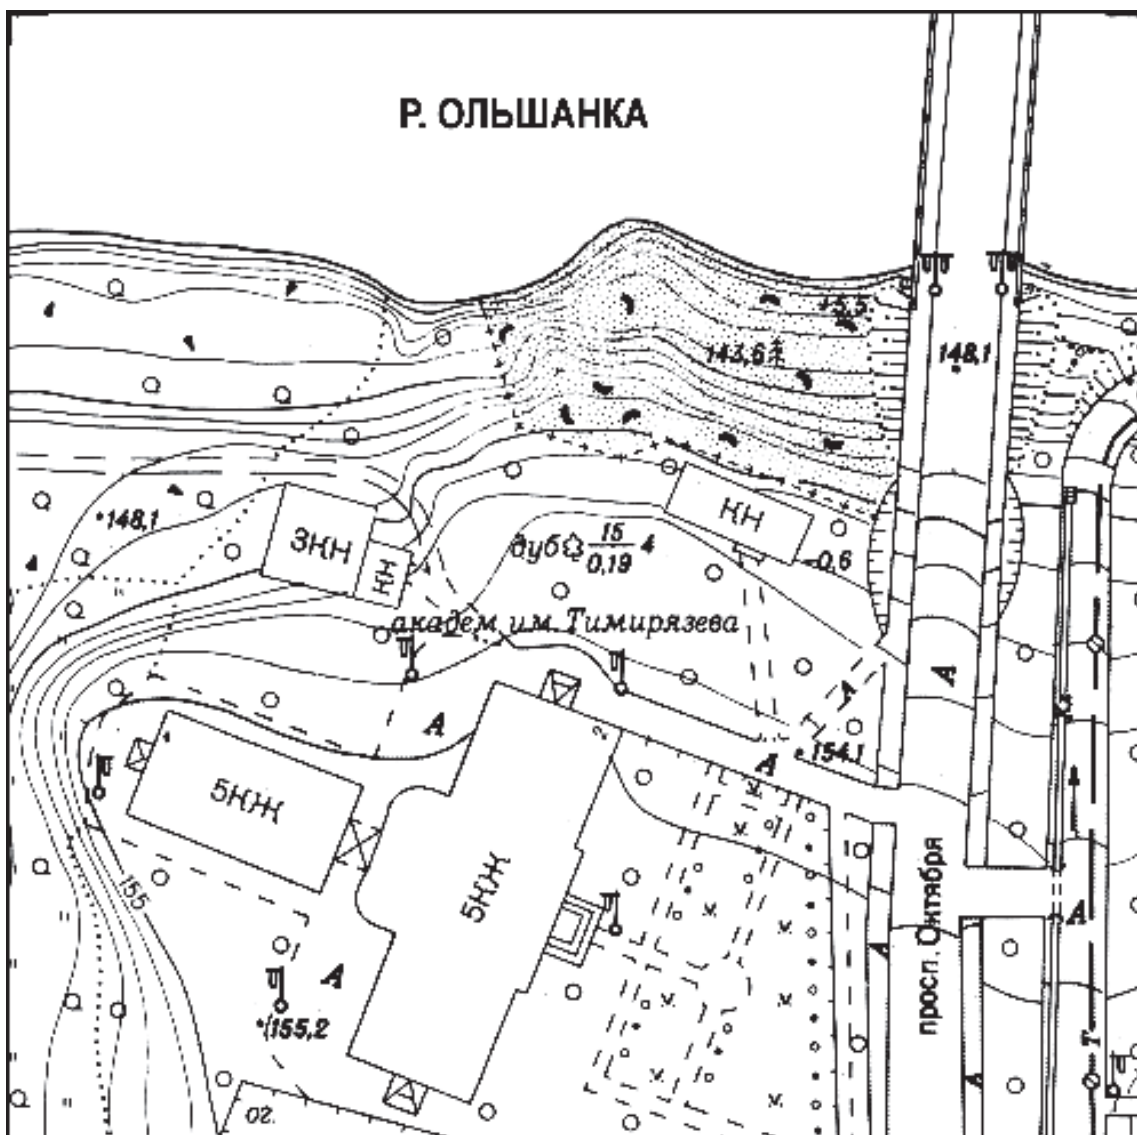 Р. ОЛЬШАНКА
+5,5
143,6
148,1
148,1
3КН
КН
КН
дуб 15 4
0,19
-0,6
академ им. Тимирязева
А
А
А
2
154,1
А
5КЖ
155
5КЖ
просп. Октября
А
А
155,2
А
А
Т
ог.